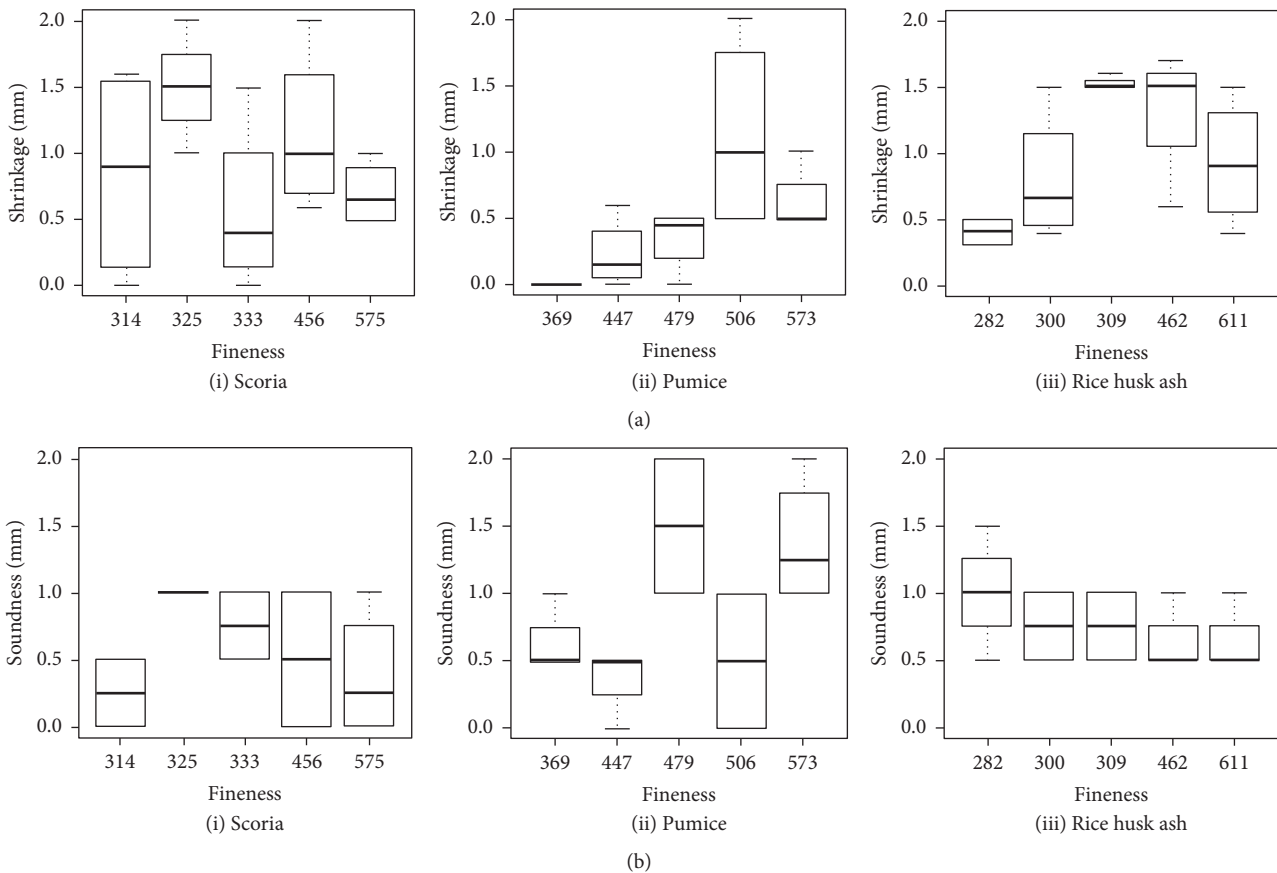 Shrinkage (mm)
2.0
1.5
1.0
0.5
0.0
314 325 333 456 575
Fineness
(i) Scoria
Shrinkage (mm)
2.0
1.5
1.0
0.5
0.0
369 447 479 506 573
Fineness
(ii) Pumice
Shrinkage (mm)
2.0
1.5
1.0
0.5
0.0
282 300 309 462 611
Fineness
(iii) Rice husk ash
(a)
Soundness (mm)
2.0
1.5
1.0
0.5
0.0
314 325 333 456 575
Fineness
(i) Scoria
Soundness (mm)
2.0
1.5
1.0
0.5
0.0
369 447 479 506 573
Fineness
(ii) Pumice
Soundness (mm)
2.0
1.5
1.0
0.5
0.0
282 300 309 462 611
Fineness
(iii) Rice husk ash
(b)